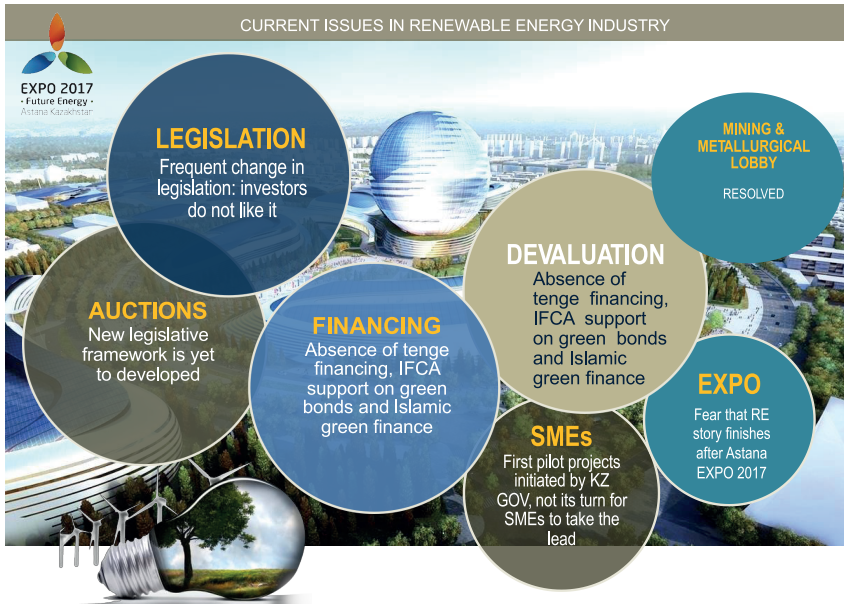 CURRENT ISSUES IN RENEWABLE ENERGY INDUSTRY
EXPO 2017
• Future Energy •
Astana Kazakhstan
LEGISLATION
Frequent change in
legislation: investors
do not like it
MINING &
METALLURGICAL
LOBBY
RESOLVED
DEVALUATION
Absence of
tenge financing,
IFCA support
on green bonds
and Islamic
green finance
AUCTIONS
New legislative
framework is yet
to developed
FINANCING
Absence of tenge
financing, IFCA
support on green
bonds and Islamic
green finance
EXPO
Fear that RE
story finishes
after Astana
EXPO 2017
SMEs
First pilot projects
initiated by KZ
GOV, not its turn for
SMEs to take the
lead